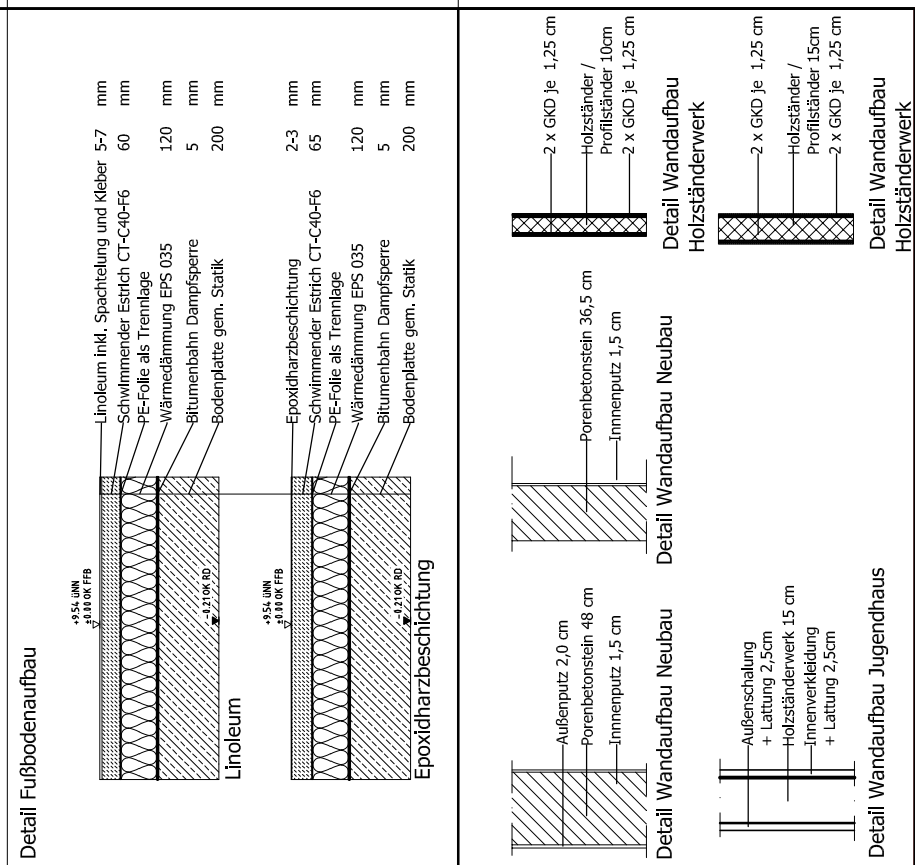 Detail Fußbodenaufbau
+9.54 üNN
±0.00 OK FFB
-0.21 OK RD
Linoleum inkl. Spachtelung und Kleber 5-7 mm
Schwimmender Estrich CT-C40-F6 60 mm
PE-Folie als Trennlage
Wärmedämmung EPS 035 120 mm
Bitumenbahn Dampfsperre 5 mm
Bodenplatte gem. Statik 200 mm
Linoleum
+9.54 üNN
±0.00 OK FFB
-0.21 OK RD
Epoxidharzbeschichtung 2-3 mm
Schwimmender Estrich CT-C40-F6 65 mm
PE-Folie als Trennlage
Wärmedämmung EPS 035 120 mm
Bitumenbahn Dampfsperre 5 mm
Bodenplatte gem. Statik 200 mm
Epoxidharzbeschichtung
Außenputz 2,0 cm
Porenbetonstein 48 cm
Innnenputz 1,5 cm
Detail Wandaufbau Neubau
Porenbetonstein 36,5 cm
Innnenputz 1,5 cm
Detail Wandaufbau Neubau
2 x GKD je 1,25 cm
Holzständer /
Profilständer 10cm
2 x GKD je 1,25 cm
Detail Wandaufbau
Holzständerwerk
Außenschalung
+ Lattung 2,5cm
Holzständerwerk 15 cm
Innenverkleidung
+ Lattung 2,5cm
Detail Wandaufbau Jugendhaus
2 x GKD je 1,25 cm
Holzständer /
Profilständer 15cm
2 x GKD je 1,25 cm
Detail Wandaufbau
Holzständerwerk